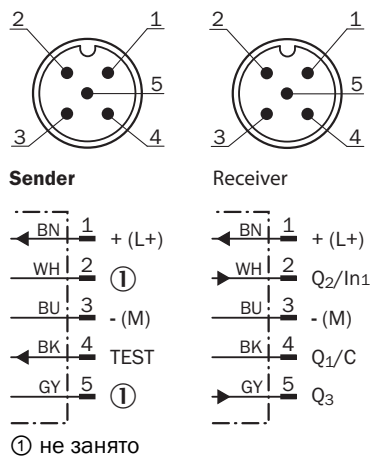 2 1 2 1
5 5
3 4 3 4
Sender Receiver
BN 1 + (L+) BN 1 + (L+)
WH 2 ① WH 2 Q2/In1
BU 3 - (M) BU 3 - (M)
BK 4 TEST BK 4 Q1/C
GY 5 ① GY 5 Q3
① не занято